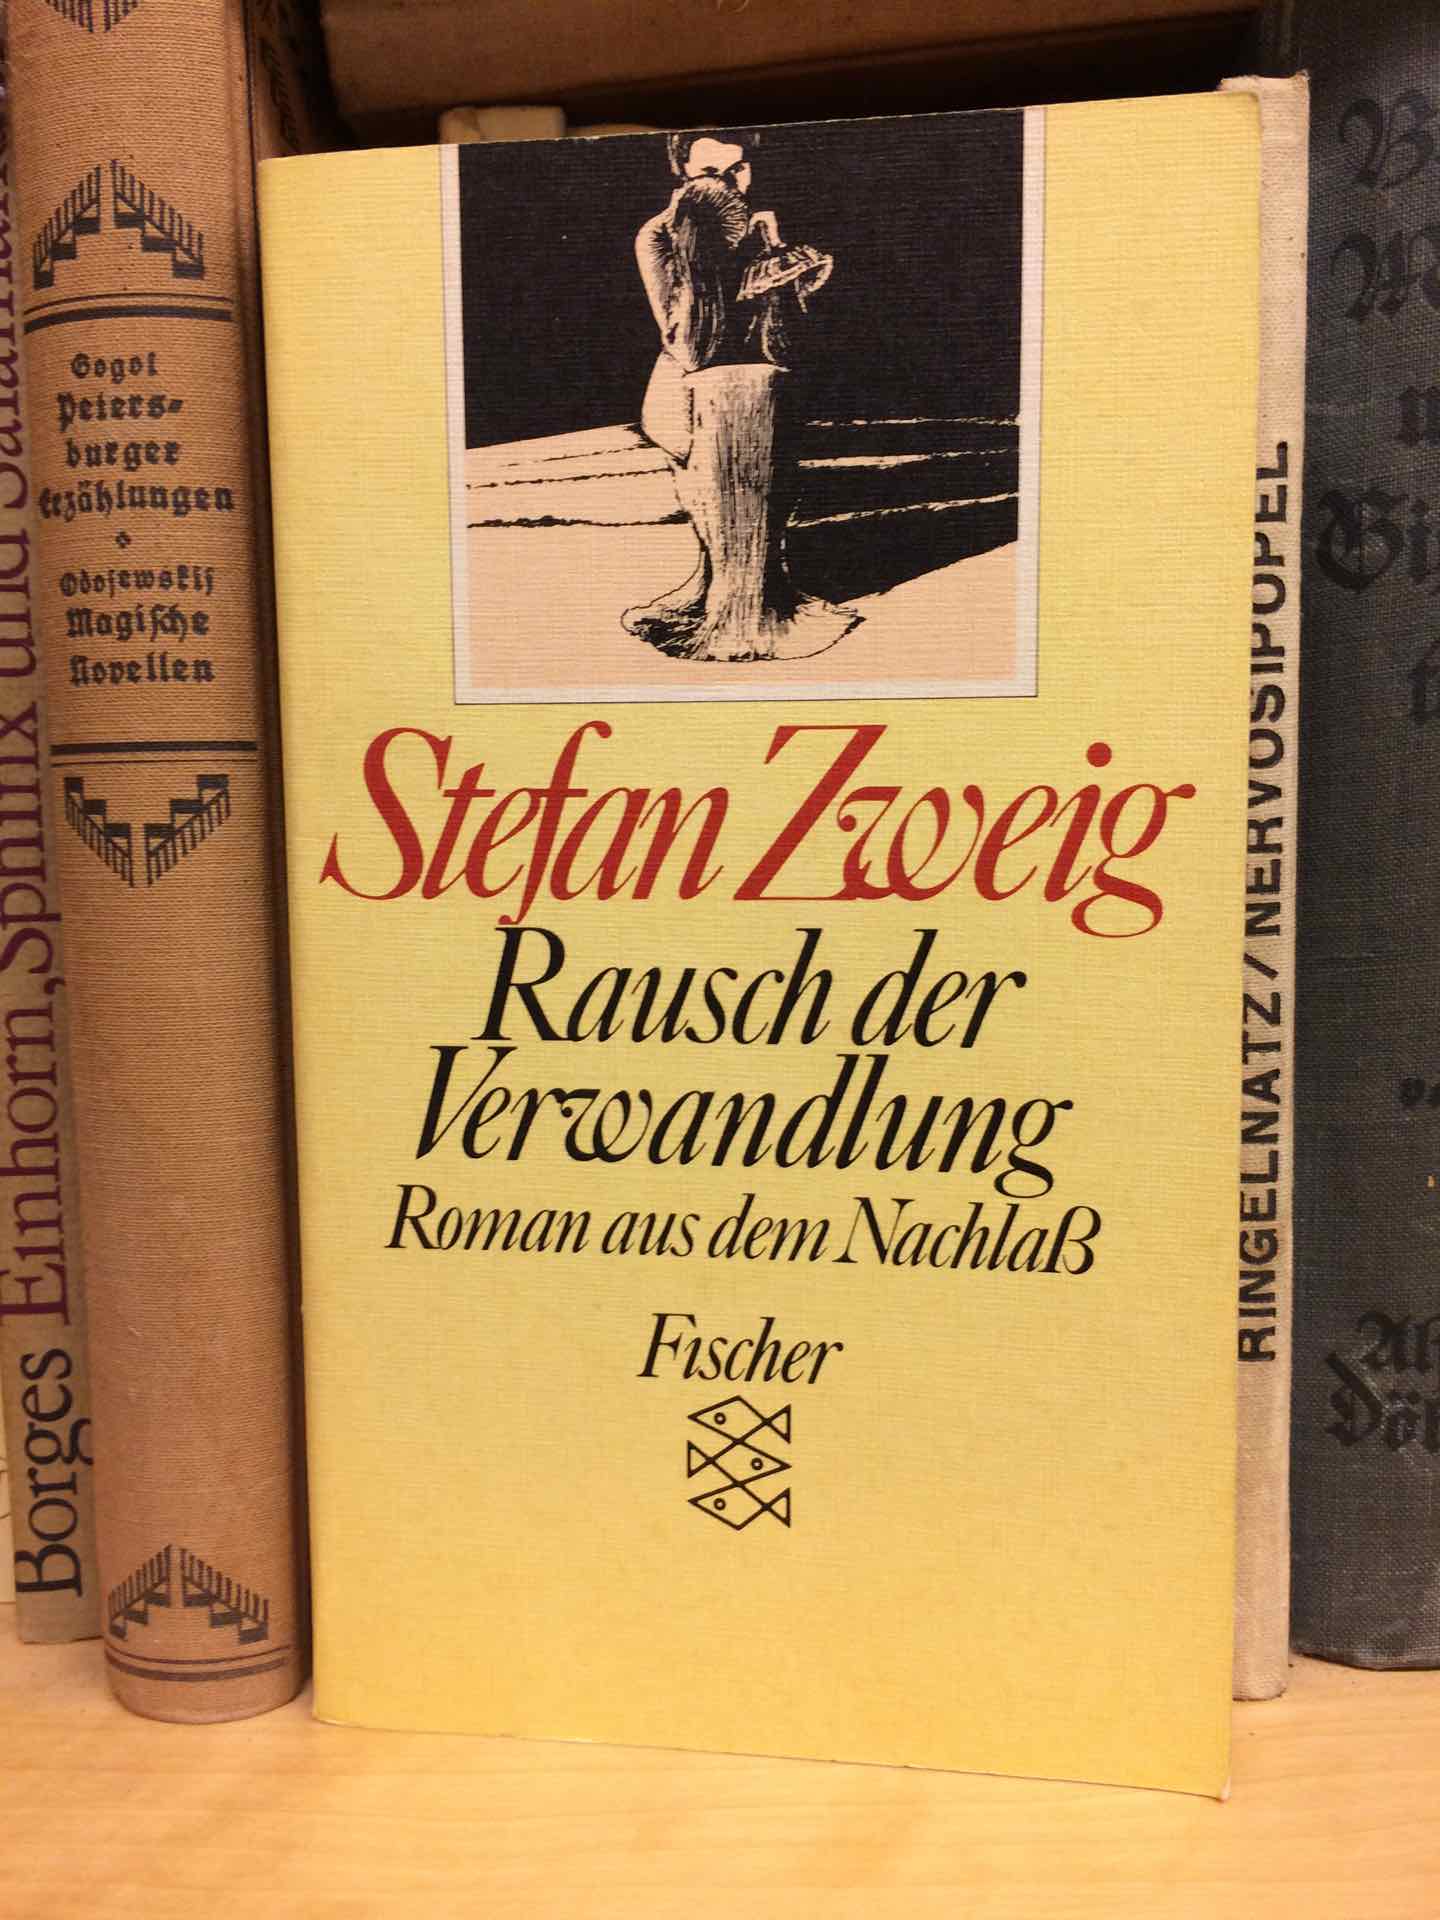 Stefan Zweig
Rausch der
Verwandlung
Roman aus dem Nachlaß
Fischer
Borges Einhorn, Sphinx und
Gogol
Peters-
burger
Erzählungen
Odojewskij
Magische
Novellen
RINGELNATZ / NERVOSIPOPEL